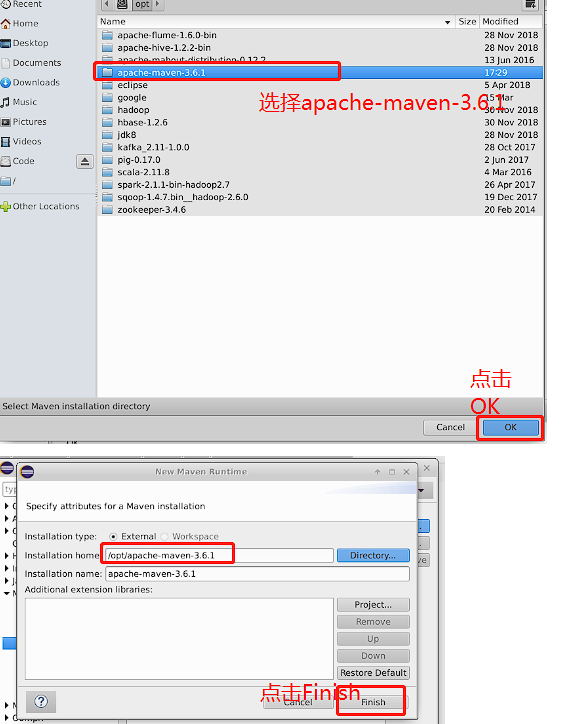 Recent
opt
Home
Desktop
Documents
Downloads
Music
Pictures
Videos
Code
/
Other Locations
Name Size Modified
apache-flume-1.6.0-bin 28 Nov 2018
apache-hive-1.2.2-bin 28 Nov 2018
apache-mahout-distribution-0.12.2 13 Jun 2016
apache-maven-3.6.1 17:29
eclipse 5 Apr 2018
google 15 Mar
hadoop 30 Nov 2018
hbase-1.2.6 30 Nov 2018
jdk8 28 Nov 2018
kafka_2.11-1.0.0 28 Oct 2017
pig-0.17.0 2 Jun 2017
scala-2.11.8 4 Mar 2016
spark-2.1.1-bin-hadoop2.7 26 Apr 2017
sqoop-1.4.7.bin__hadoop-2.6.0 19 Dec 2017
zookeeper-3.4.6 20 Feb 2014
选择apache-maven-3.6.1
点击
OK
Select Maven installation directory
Cancel OK
New Maven Runtime
Specify attributes for a Maven installation
Installation type: External Workspace
Installation home: /opt/apache-maven-3.6.1 Directory...
Installation name: apache-maven-3.6.1
Additional extension libraries:
Project...
Remove
Up
Down
Restore Default
点击Finish
Cancel Finish